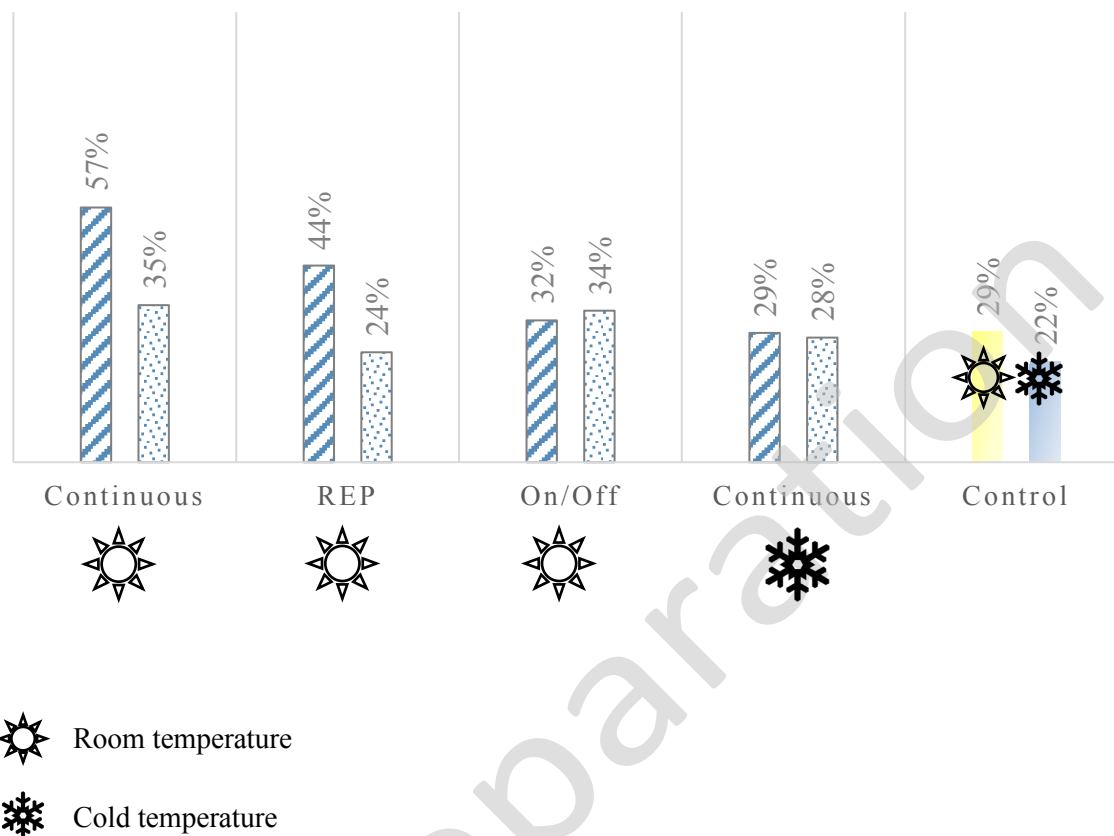 57%
35%
44%
24%
32%
34%
29%
28%
29%
22%
Continuous
REP
On/Off
Continuous
Control
Room temperature
Cold temperature
paration